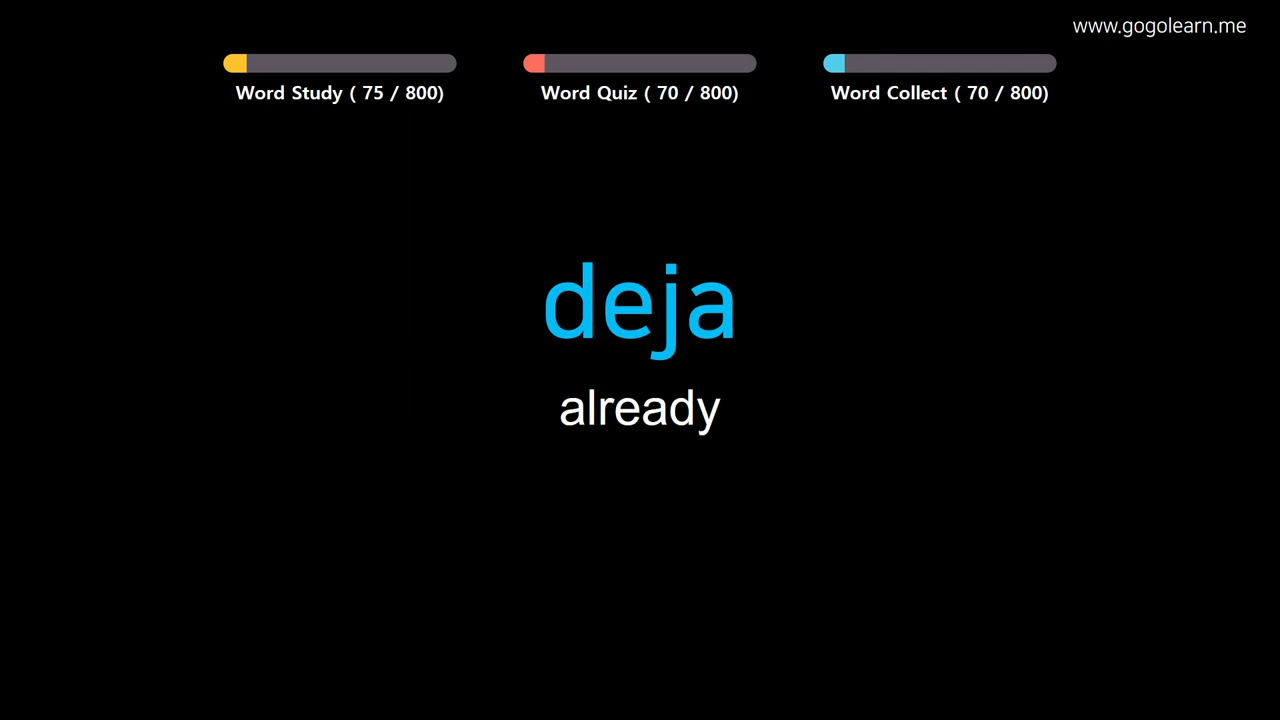 www.gogolearn.me
Word Study ( 75 / 800)
Word Quiz ( 70 / 800)
Word Collect ( 70 / 800)
deja
already